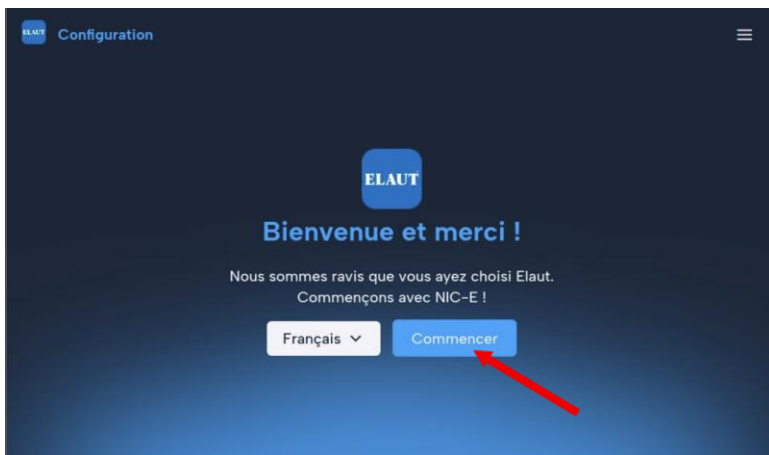 ELAUT
Configuration
ELAUT
Bienvenue et merci !
Nous sommes ravis que vous ayez choisi Elaut.
Commençons avec NIC-E !
Français
Commencer